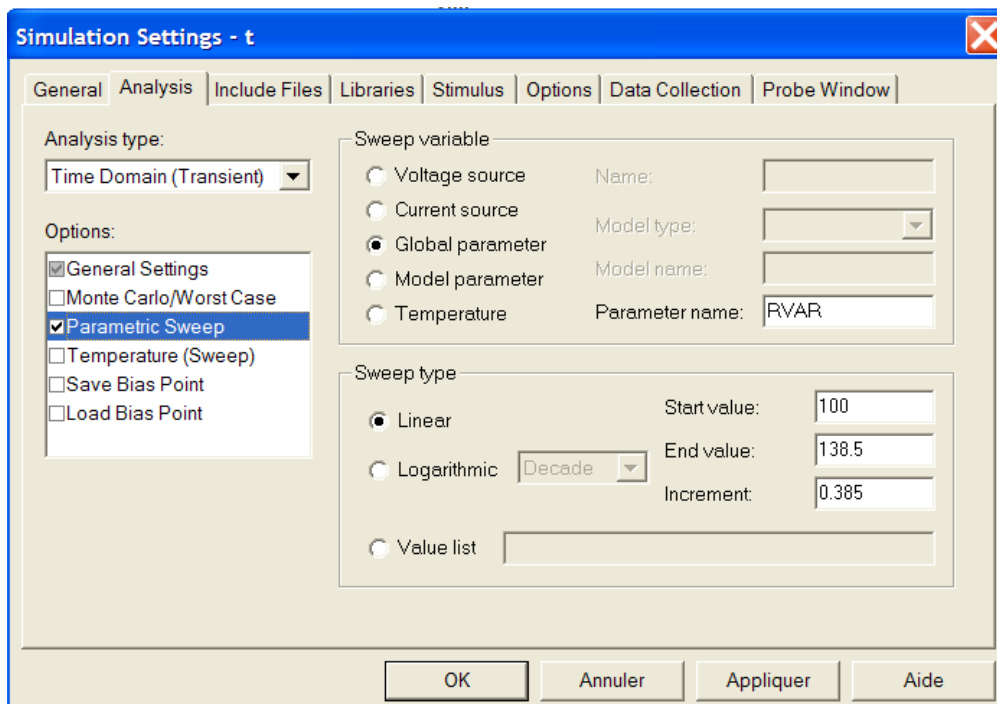 Simulation Settings - t
General Analysis Include Files Libraries Stimulus Options Data Collection Probe Window
Analysis type:
Time Domain (Transient)
Options:
General Settings
Monte Carlo/Worst Case
Parametric Sweep
Temperature (Sweep)
Save Bias Point
Load Bias Point
Sweep variable
Voltage source
Current source
Global parameter
Model parameter
Temperature
Name:
Model type:
Model name:
Parameter name: RVAR
Sweep type
Linear
Logarithmic Decade
Value list
Start value: 100
End value: 138.5
Increment: 0.385
OK Annuler Appliquer Aide